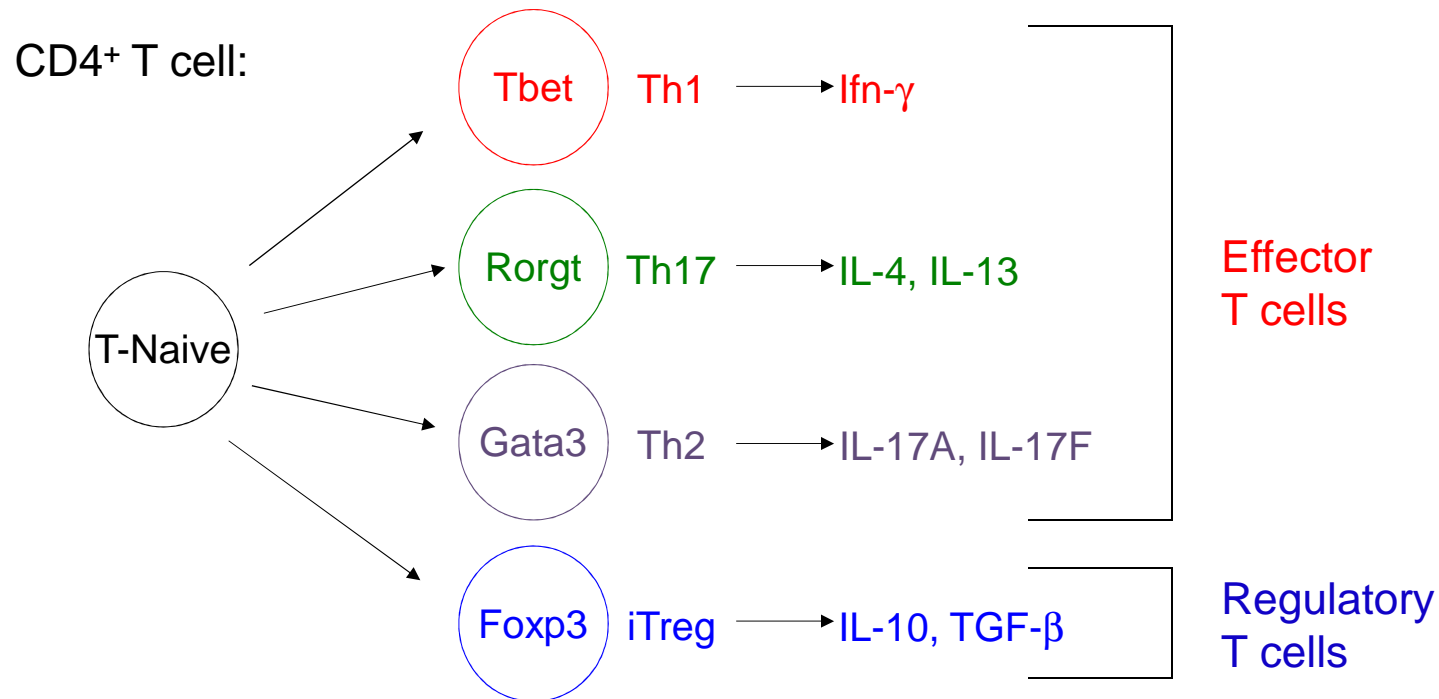 CD4⁺ T cell:
Tbet Th1 Ifn-γ
Rorgt Th17 IL-4, IL-13
Effector
T cells
T-Naive
Gata3 Th2 IL-17A, IL-17F
Foxp3 iTreg IL-10, TGF-β
Regulatory
T cells